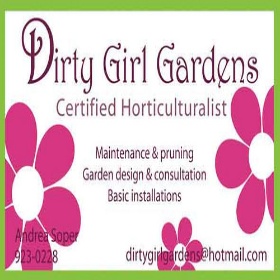 Dirty Girl Gardens
Certified Horticulturalist
Maintenance & pruning
Garden design & consultation
Basic installations
Andrea Soper
923-0228
dirtygirlgardens@hotmail.com